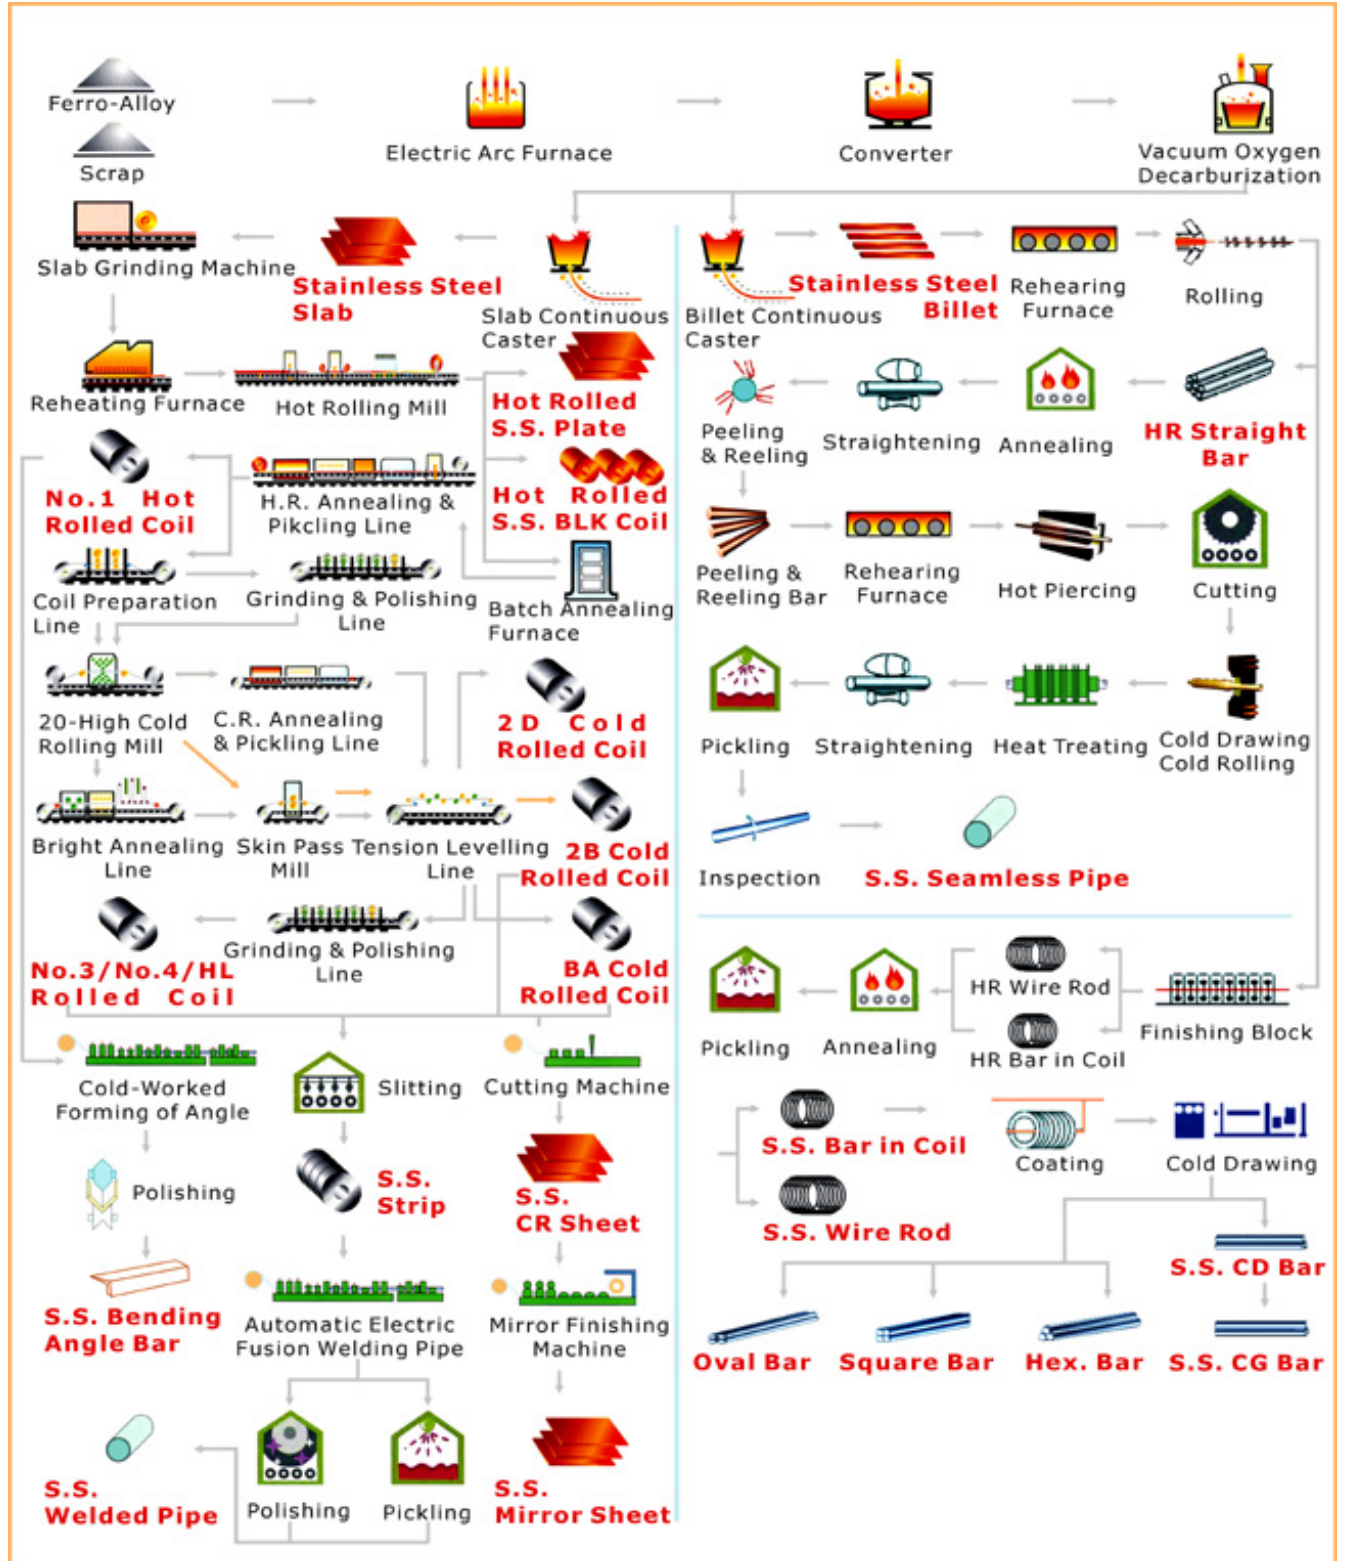 Ferro-Alloy
Scrap
Electric Arc Furnace
Converter
Vacuum Oxygen
Decarburization
Slab Grinding Machine
Stainless Steel
Slab
Slab Continuous
Caster
Billet Continuous
Caster
Stainless Steel
Billet
Rehearing
Furnace
Rolling
Reheating Furnace
Hot Rolling Mill
Hot Rolled
S.S. Plate
Peeling
& Reeling
Straightening
Annealing
HR Straight
Bar
No.1 Hot
Rolled Coil
H.R. Annealing &
Pikcling Line
Hot Rolled
S.S. BLK Coil
Coil Preparation
Line
Grinding & Polishing
Line
Batch Annealing
Furnace
Peeling &
Reeling Bar
Rehearing
Furnace
Hot Piercing
Cutting
20-High Cold
Rolling Mill
C.R. Annealing
& Pickling Line
2D Cold
Rolled Coil
Pickling
Straightening
Heat Treating
Cold Drawing
Cold Rolling
Bright Annealing
Line
Skin Pass
Mill
Tension Levelling
Line
2B Cold
Rolled Coil
Inspection
S.S. Seamless Pipe
No.3/No.4/HL
Rolled Coil
Grinding & Polishing
Line
BA Cold
Rolled Coil
Pickling
Annealing
HR Wire Rod
HR Bar in Coil
Finishing Block
Cold-Worked
Forming of Angle
Slitting
Cutting Machine
S.S. Bar in Coil
Coating
Cold Drawing
Polishing
S.S.
Strip
S.S.
CR Sheet
S.S. Wire Rod
S.S. CD Bar
S.S. Bending
Angle Bar
Automatic Electric
Fusion Welding Pipe
Mirror Finishing
Machine
Oval Bar
Square Bar
Hex. Bar
S.S. CG Bar
S.S.
Welded Pipe
Polishing
Pickling
S.S.
Mirror Sheet